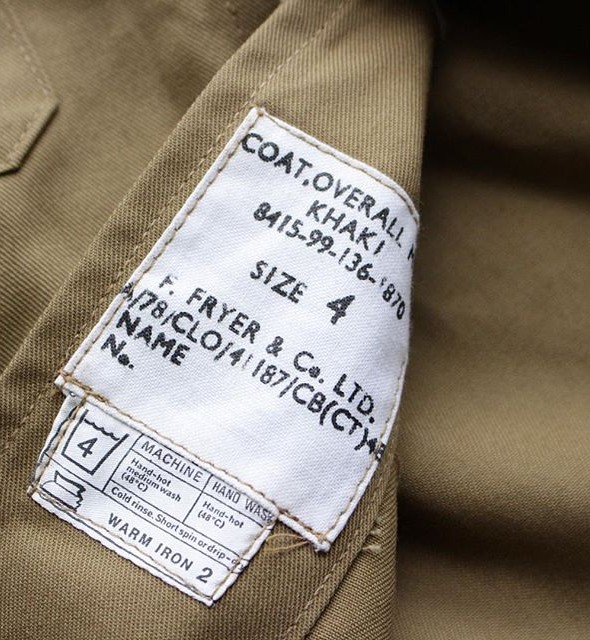 COAT, OVERALL
KHAKI
8415-99-136-1870
SIZE 4
F. FRYER & Co. LTD.
A/78/CLO/41187/CB(CT)
NAME
No.
4
MACHINE
HAND WASH
Hand-hot
medium wash
(48°C)
Hand-hot
(48°C)
Cold rinse. Short spin or drip-
WARM IRON 2